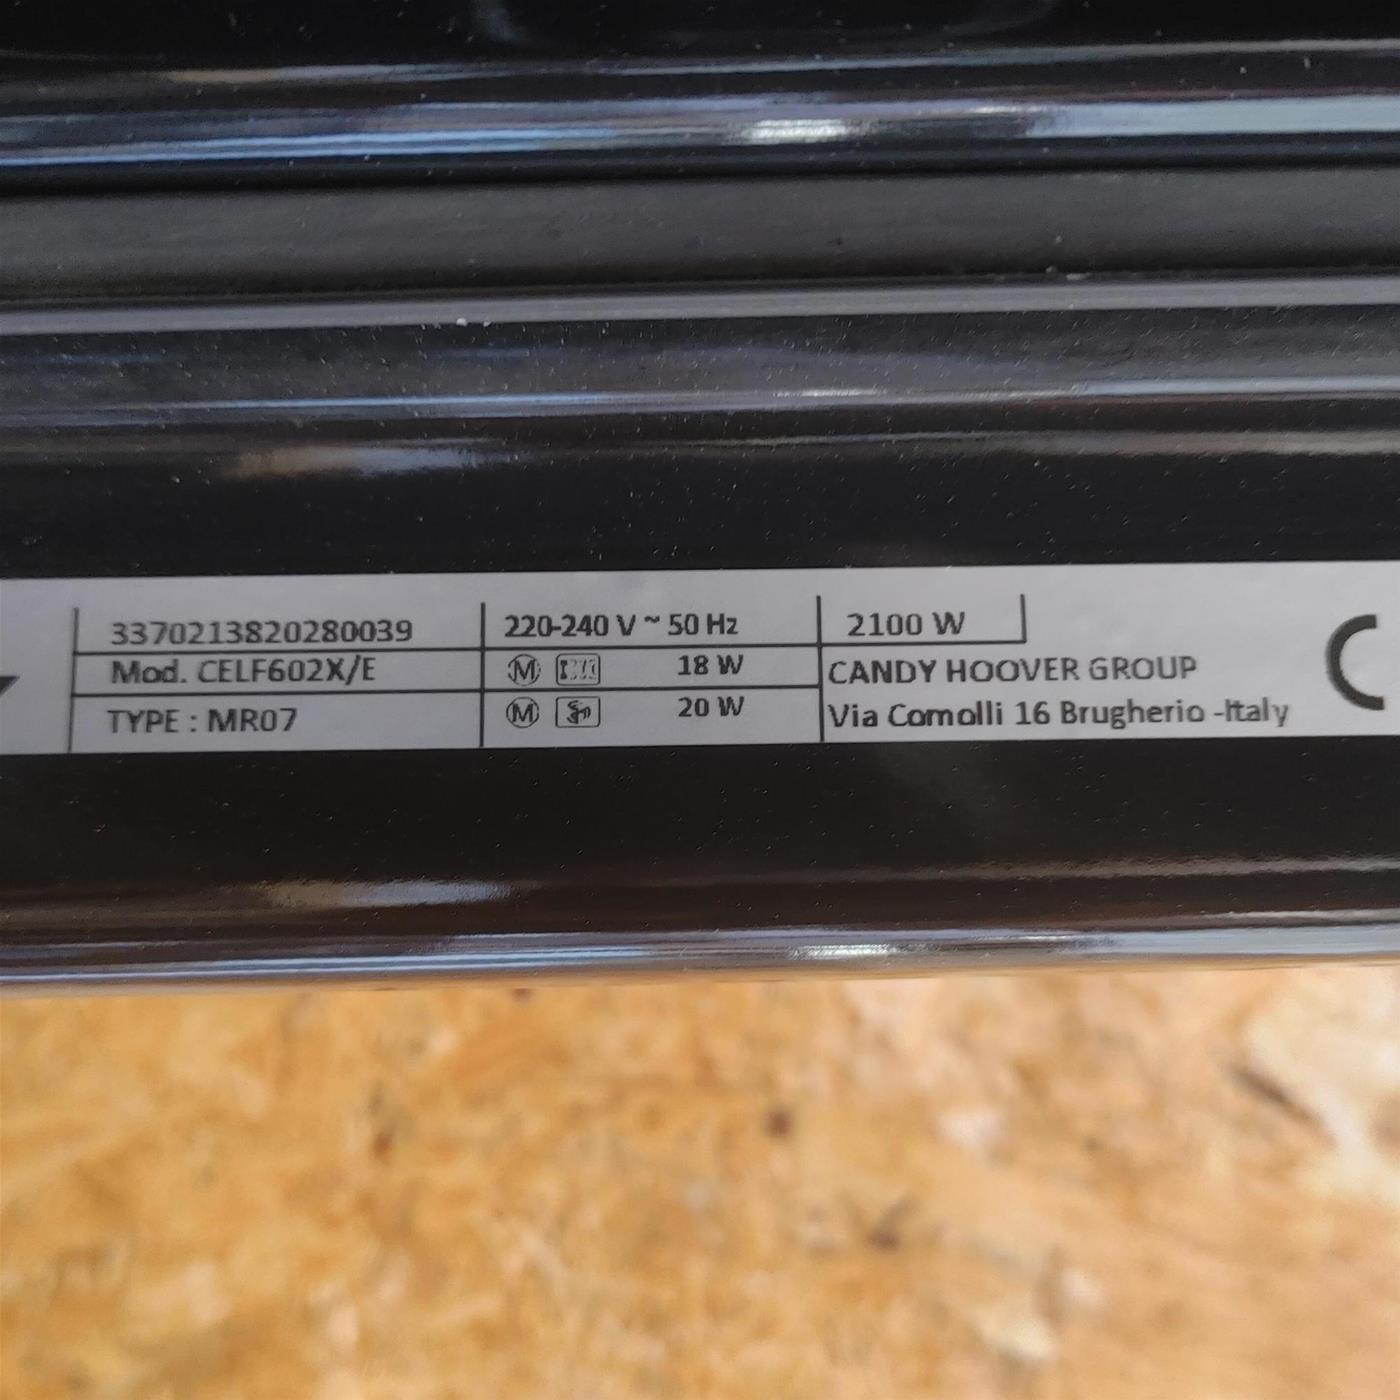 3370213820280039
Mod. CELF602X/E
TYPE : MR07
220-240 V ~ 50 Hz
M 18 W
M 20 W
2100 W
CANDY HOOVER GROUP
Via Comolli 16 Brugherio -Italy
C